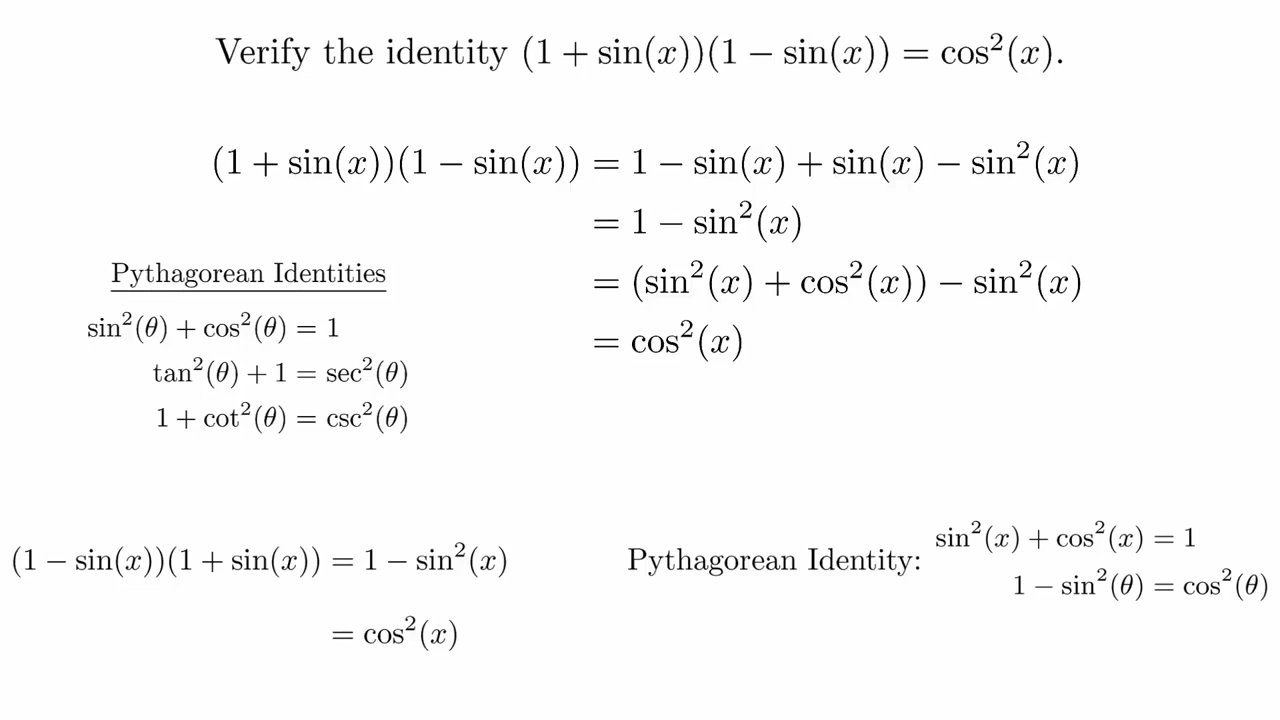 Verify the identity (1 + sin(x))(1 − sin(x)) = cos²(x).
(1 + sin(x))(1 − sin(x)) = 1 − sin(x) + sin(x) − sin²(x)
= 1 − sin²(x)
= (sin²(x) + cos²(x)) − sin²(x)
= cos²(x)
Pythagorean Identities
sin²(θ) + cos²(θ) = 1
tan²(θ) + 1 = sec²(θ)
1 + cot²(θ) = csc²(θ)
(1 − sin(x))(1 + sin(x)) = 1 − sin²(x)
= cos²(x)
Pythagorean Identity:
sin²(x) + cos²(x) = 1
1 − sin²(θ) = cos²(θ)